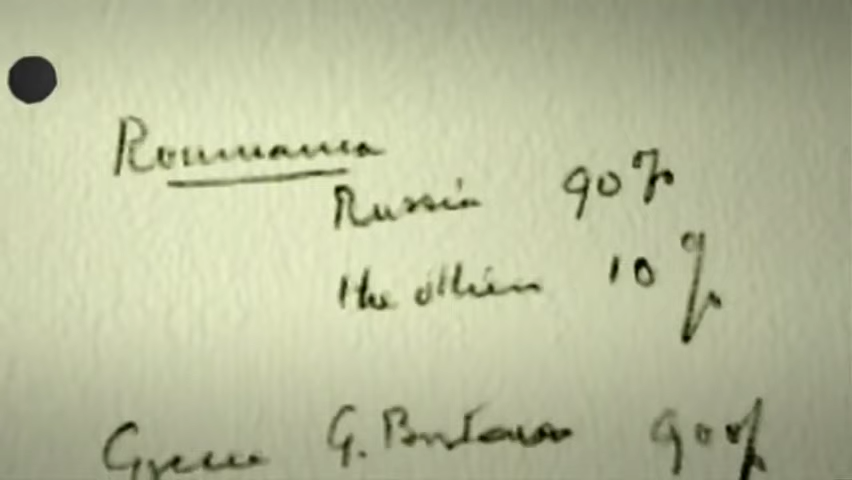 Roumania
Russia 90%
the others 10%
Greece G. Britain 90%